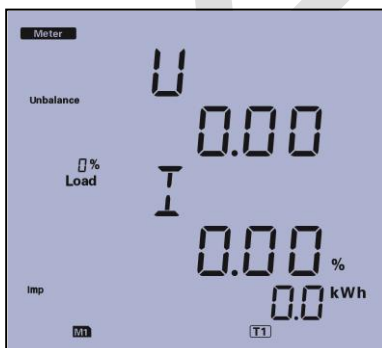 Meter
U
Unbalance
0.00
0%
Load
I
0.00 %
Imp
0.0 kWh
M1 T1